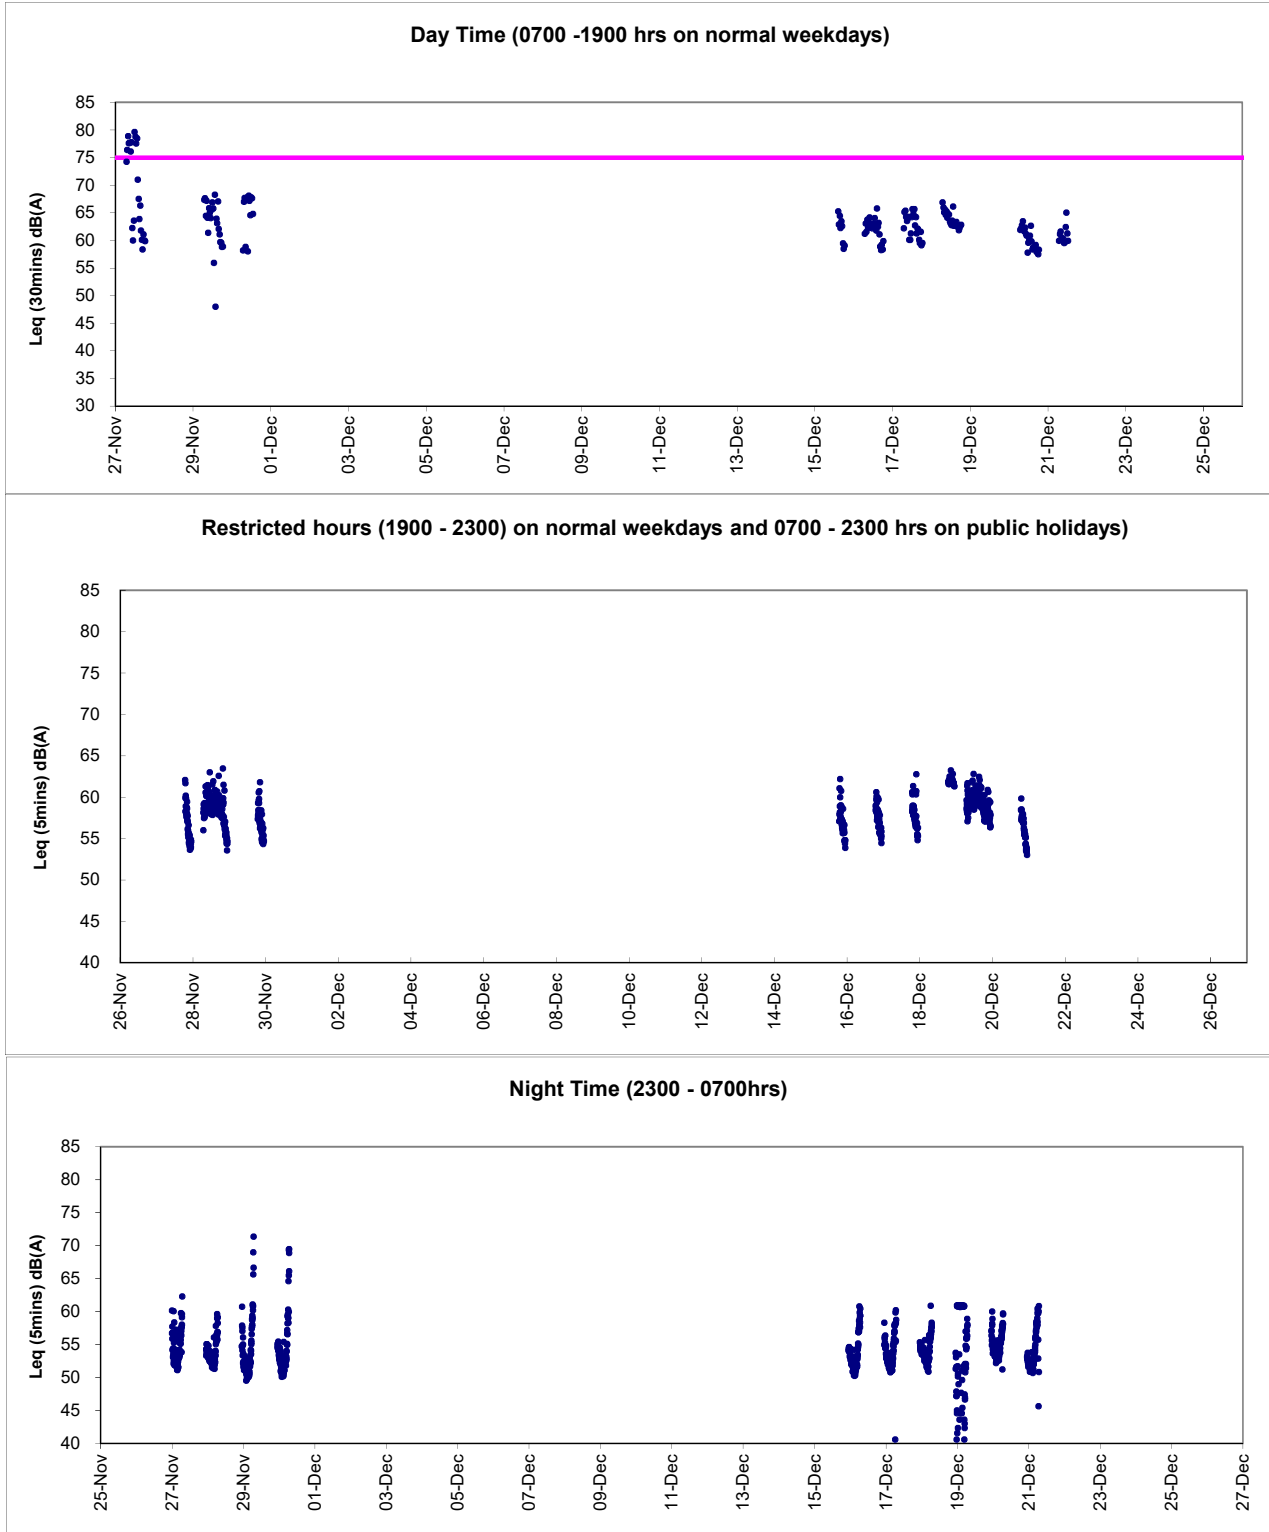 Day Time (0700 -1900 hrs on normal weekdays)
Leq (30mins) dB(A)
85
80
75
70
65
60
55
50
45
40
35
30
27-Nov
29-Nov
01-Dec
03-Dec
05-Dec
07-Dec
09-Dec
11-Dec
13-Dec
15-Dec
17-Dec
19-Dec
21-Dec
23-Dec
25-Dec
Restricted hours (1900 - 2300) on normal weekdays and 0700 - 2300 hrs on public holidays)
Leq (5mins) dB(A)
85
80
75
70
65
60
55
50
45
40
26-Nov
28-Nov
30-Nov
02-Dec
04-Dec
06-Dec
08-Dec
10-Dec
12-Dec
14-Dec
16-Dec
18-Dec
20-Dec
22-Dec
24-Dec
26-Dec
Night Time (2300 - 0700hrs)
Leq (5mins) dB(A)
85
80
75
70
65
60
55
50
45
40
25-Nov
27-Nov
29-Nov
01-Dec
03-Dec
05-Dec
07-Dec
09-Dec
11-Dec
13-Dec
15-Dec
17-Dec
19-Dec
21-Dec
23-Dec
25-Dec
27-Dec